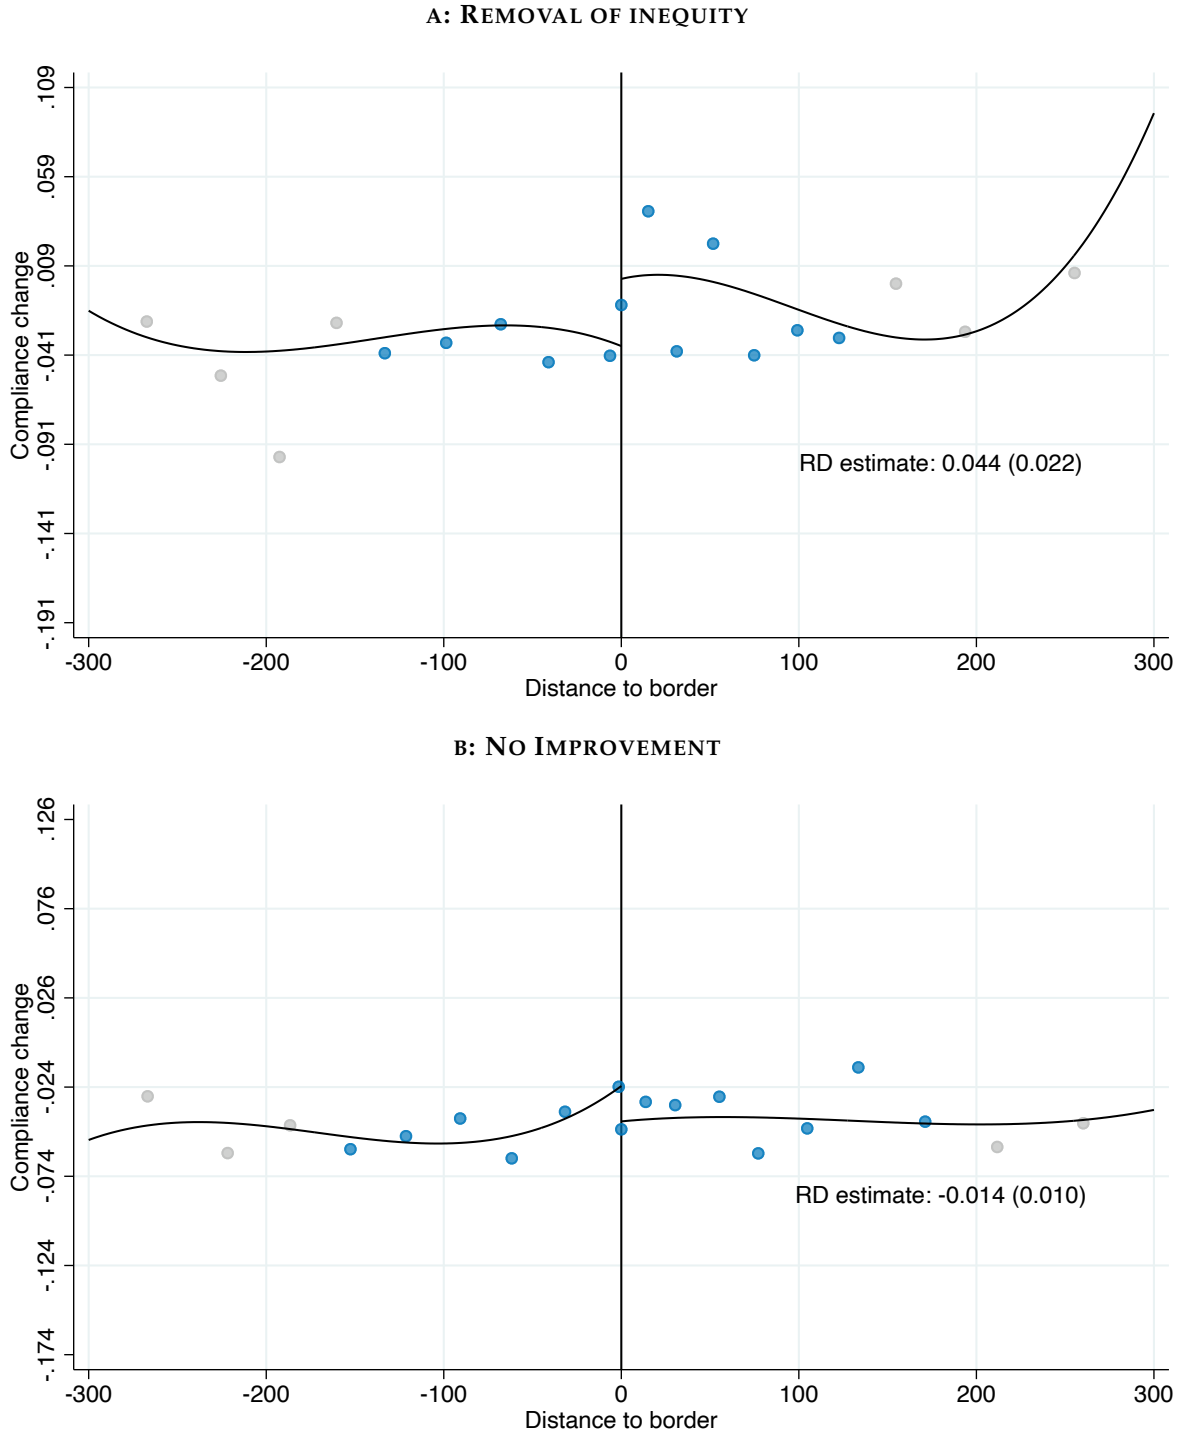 A: REMOVAL OF INEQUITY
.109
.059
.009
-.041
-.091
-.141
-.191
Compliance change
RD estimate: 0.044 (0.022)
-300 -200 -100 0 100 200 300
Distance to border
B: NO IMPROVEMENT
.126
.076
.026
-.024
-.074
-.124
-.174
Compliance change
RD estimate: -0.014 (0.010)
-300 -200 -100 0 100 200 300
Distance to border